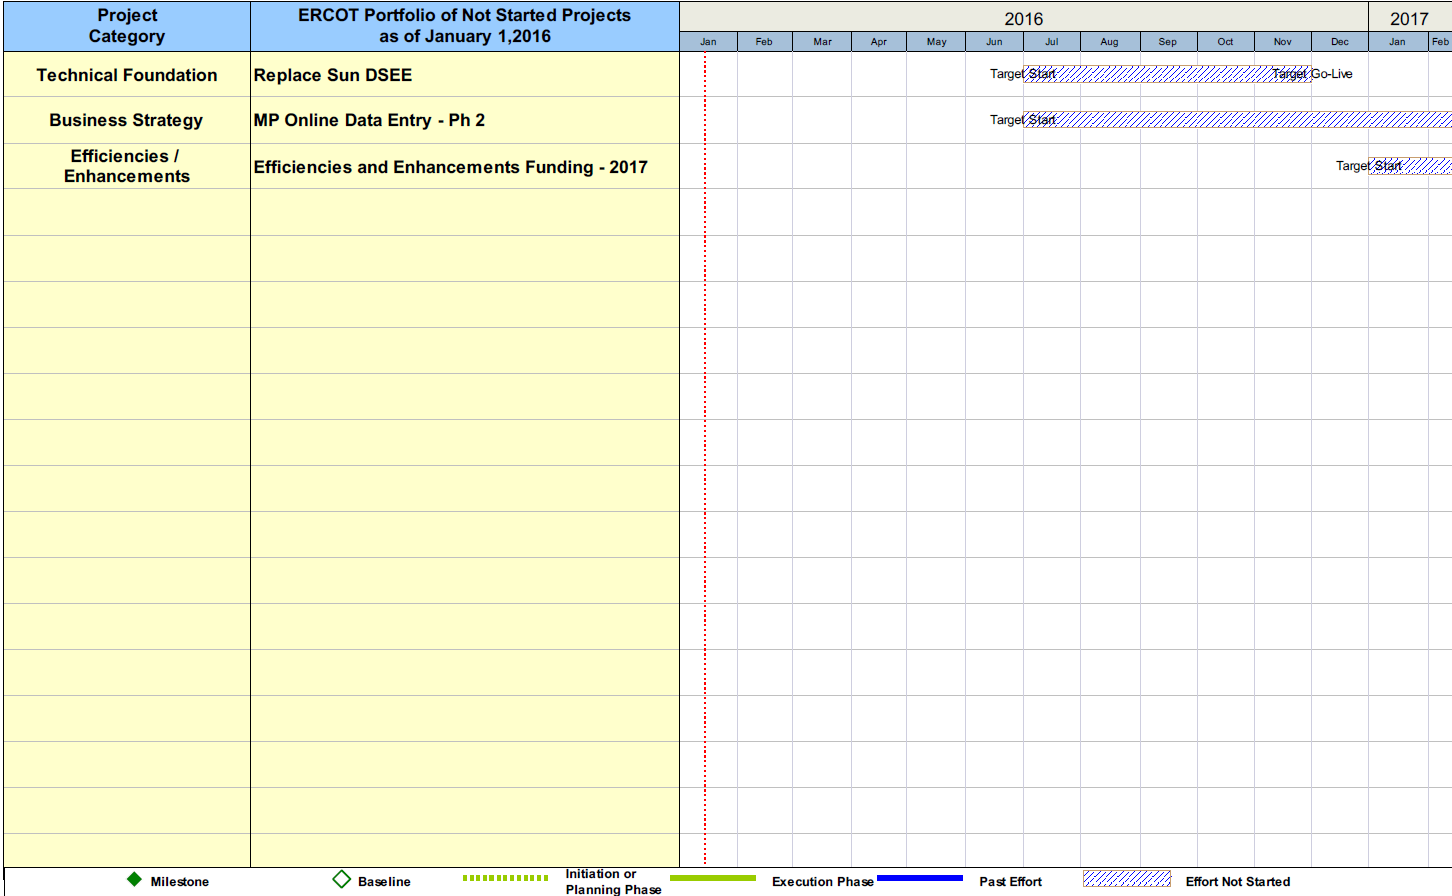 Project
Category
ERCOT Portfolio of Not Started Projects
as of January 1,2016
2016
2017
Jan Feb Mar Apr May Jun Jul Aug Sep Oct Nov Dec Jan Feb
Technical Foundation
Replace Sun DSEE
Target Start
Target Go-Live
Business Strategy
MP Online Data Entry - Ph 2
Target Start
Efficiencies /
Enhancements
Efficiencies and Enhancements Funding - 2017
Target Start
Milestone
Baseline
Initiation or
Planning Phase
Execution Phase
Past Effort
Effort Not Started